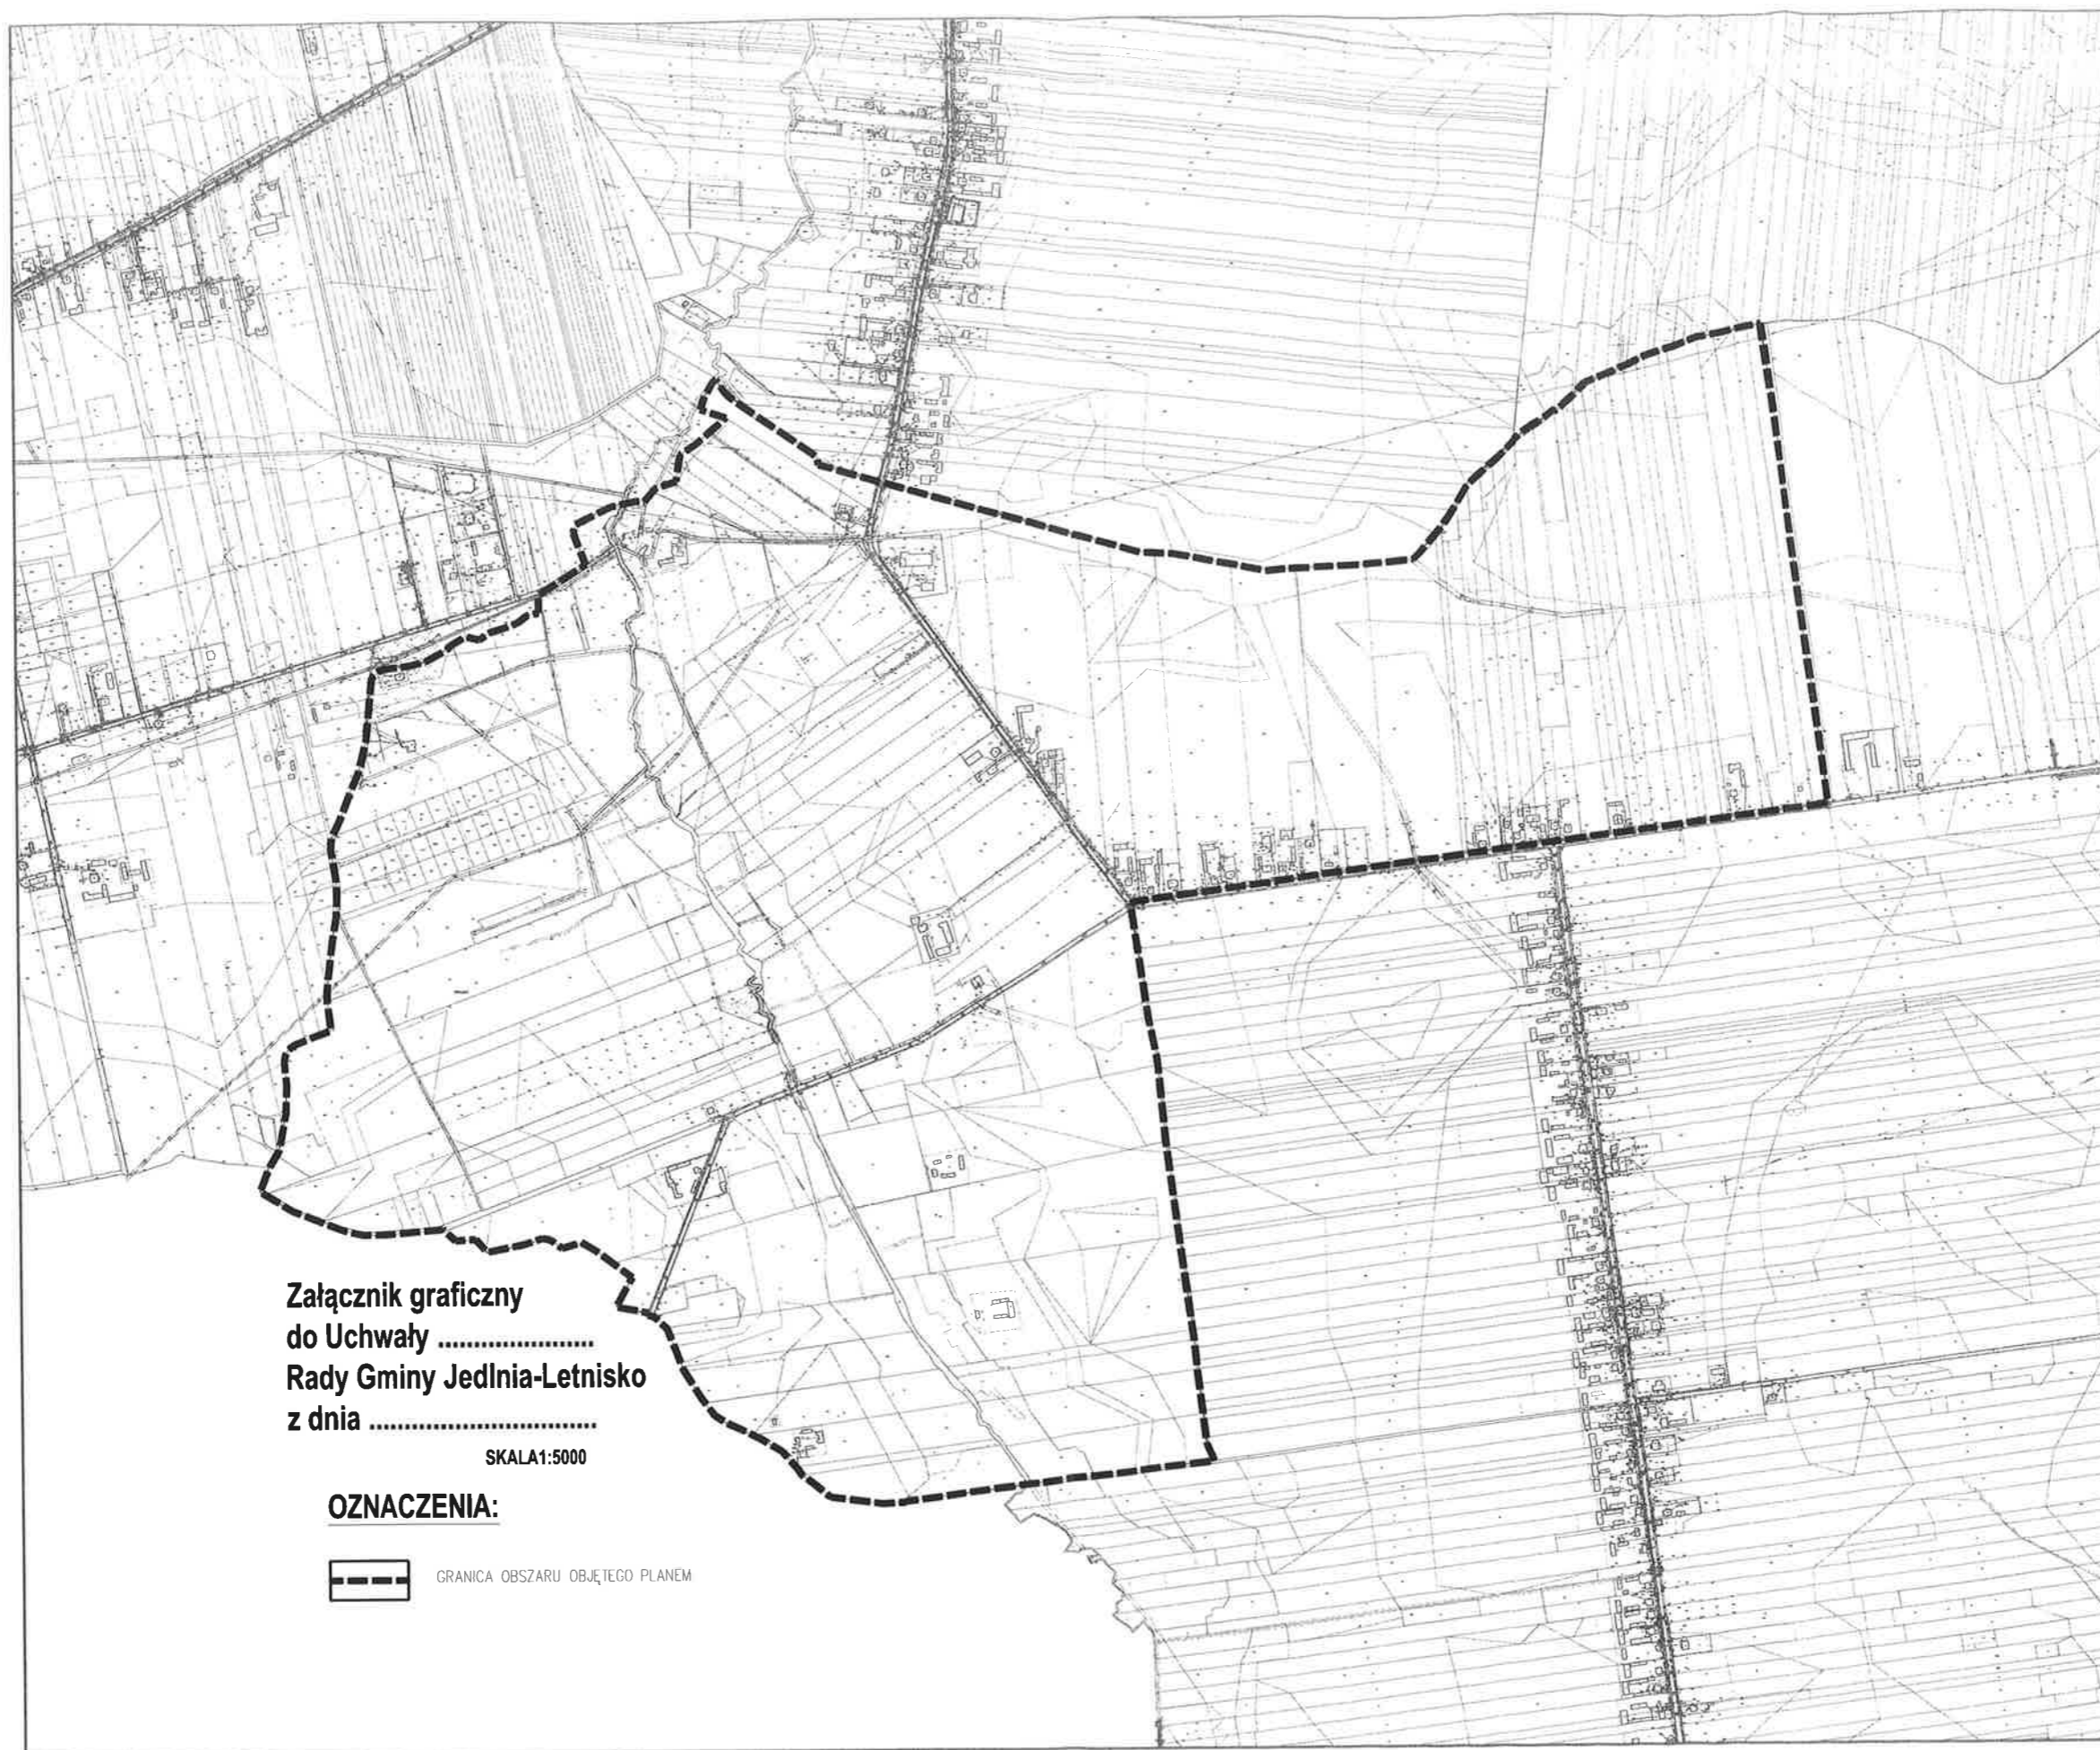 Załącznik graficzny
do Uchwały ......................
Rady Gminy Jedlnia-Letnisko
z dnia ................................
SKALA1:5000
OZNACZENIA:
GRANICA OBSZARU OBJĘTEGO PLANEM